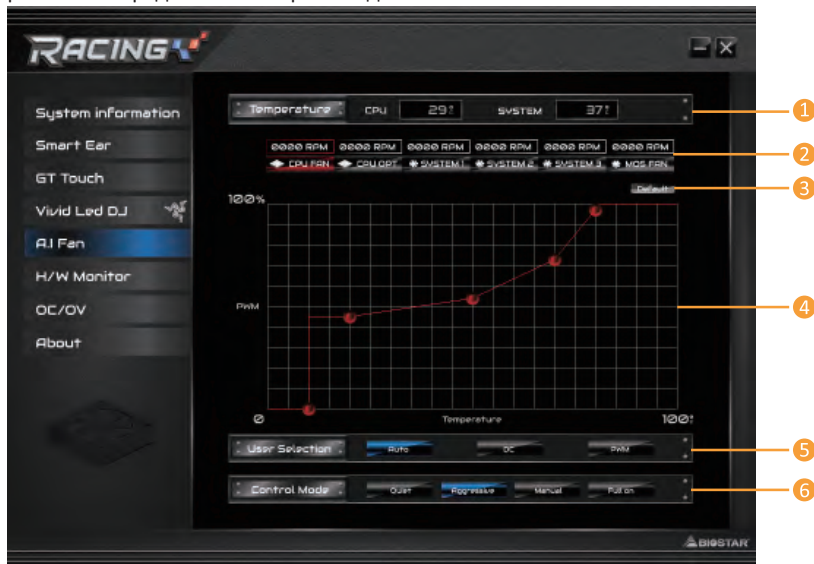 RACING
System information
Smart Ear
GT Touch
Vivid Led DJ
A.I Fan
H/W Monitor
OC/OV
About
Temperature CPU 29 SYSTEM 37
1
0000 RPM 0000 RPM 0000 RPM 0000 RPM 0000 RPM 0000 RPM
2
CPU FAN CPU OPT SYSTEM 1 SYSTEM 2 SYSTEM 3 MOS FAN
Default
3
100%
PWM
4
0 Temperature 100
User Selection Auto DC PWM
5
Control Mode Quiet Aggressive Manual Full on
6
BIOSTAR